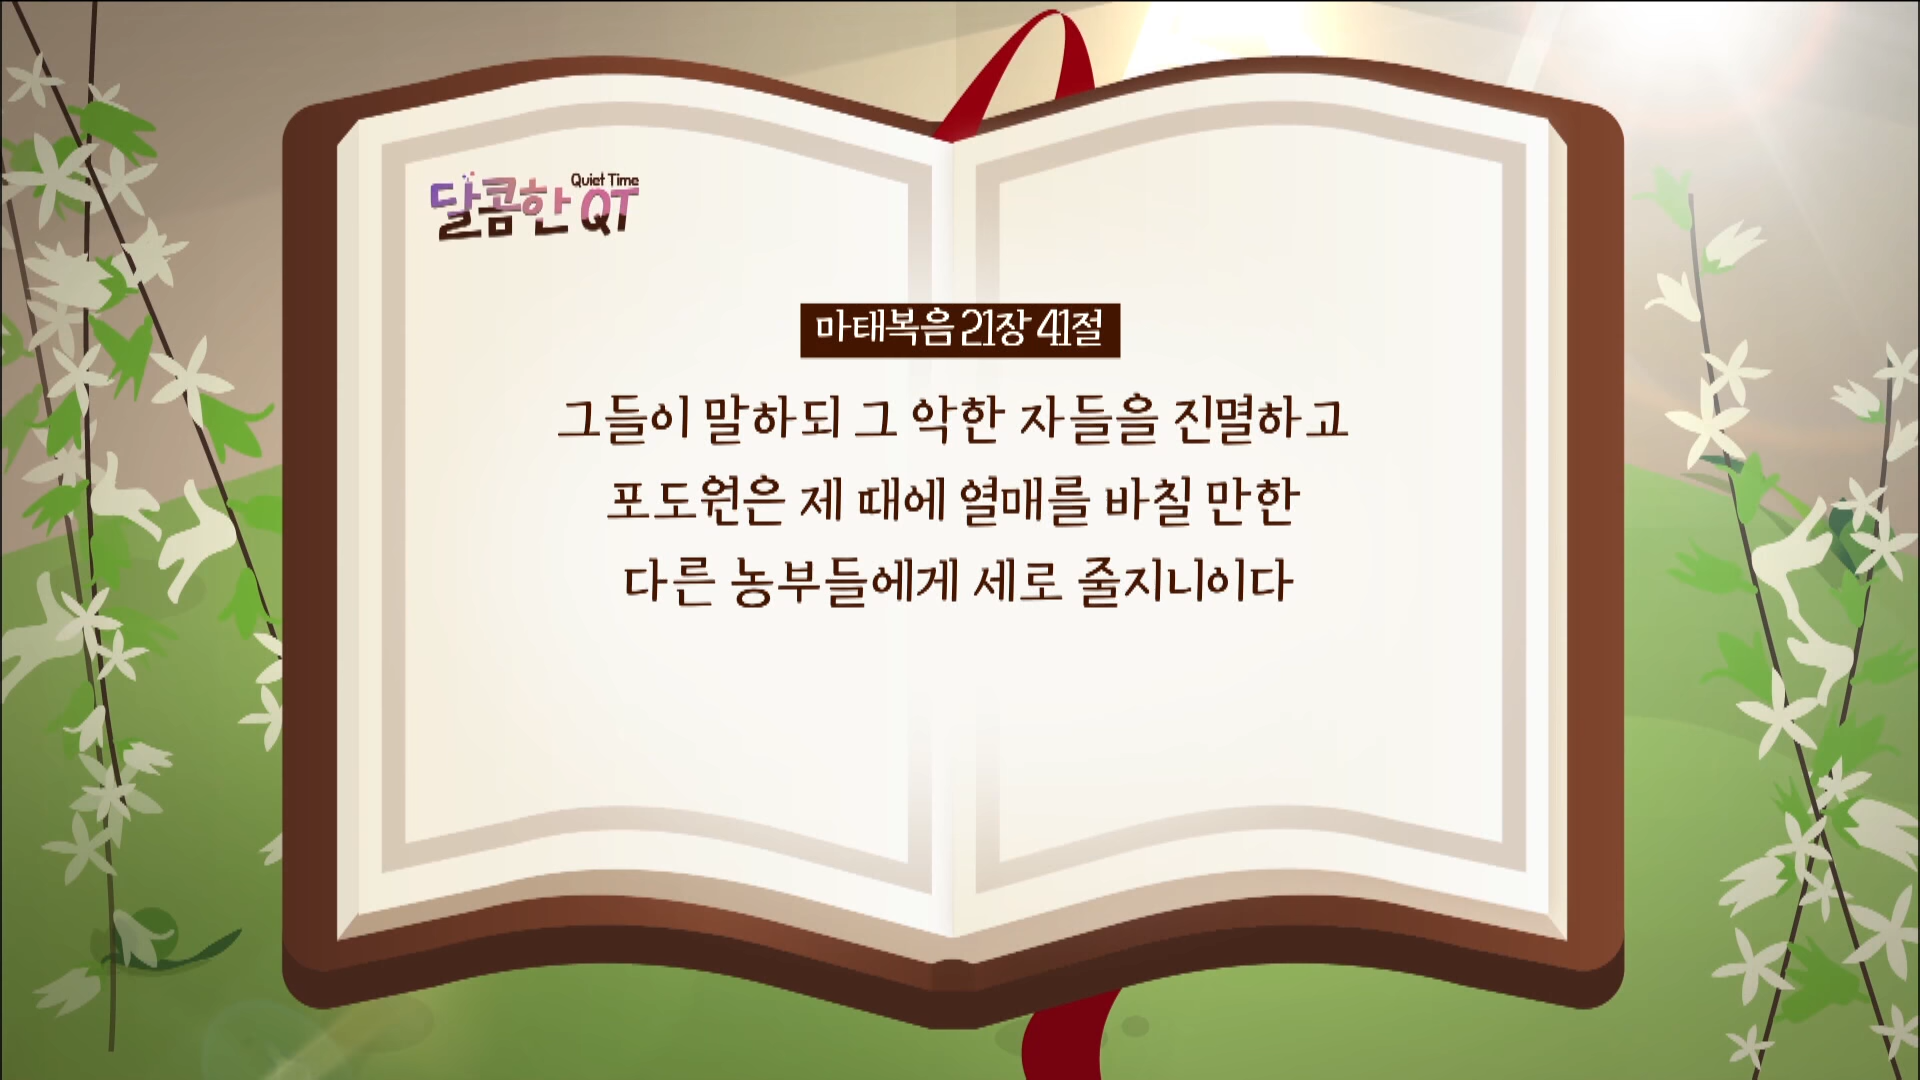 달콤한 QT
Quiet Time
마태복음 21장 41절
그들이 말하되 그 악한 자들을 진멸하고
포도원은 제 때에 열매를 바칠 만한
다른 농부들에게 세로 줄지니이다